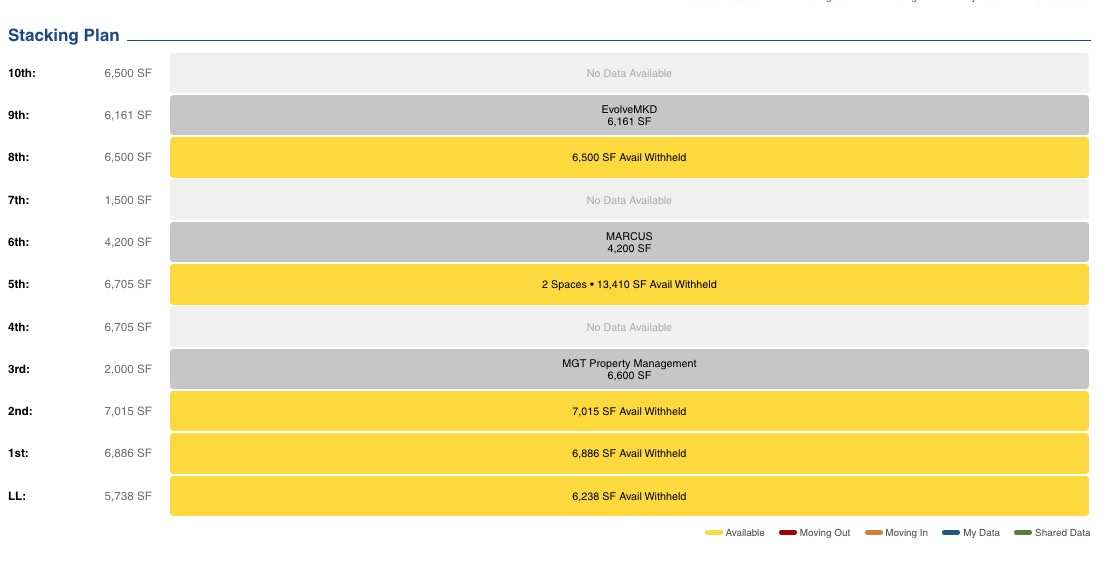 Stacking Plan
10th: 6,500 SF No Data Available
9th: 6,161 SF EvolveMKD
6,161 SF
8th: 6,500 SF 6,500 SF Avail Withheld
7th: 1,500 SF No Data Available
6th: 4,200 SF MARCUS
4,200 SF
5th: 6,705 SF 2 Spaces • 13,410 SF Avail Withheld
4th: 6,705 SF No Data Available
3rd: 2,000 SF MGT Property Management
6,600 SF
2nd: 7,015 SF 7,015 SF Avail Withheld
1st: 6,886 SF 6,886 SF Avail Withheld
LL: 5,738 SF 6,238 SF Avail Withheld
Available Moving Out Moving In My Data Shared Data